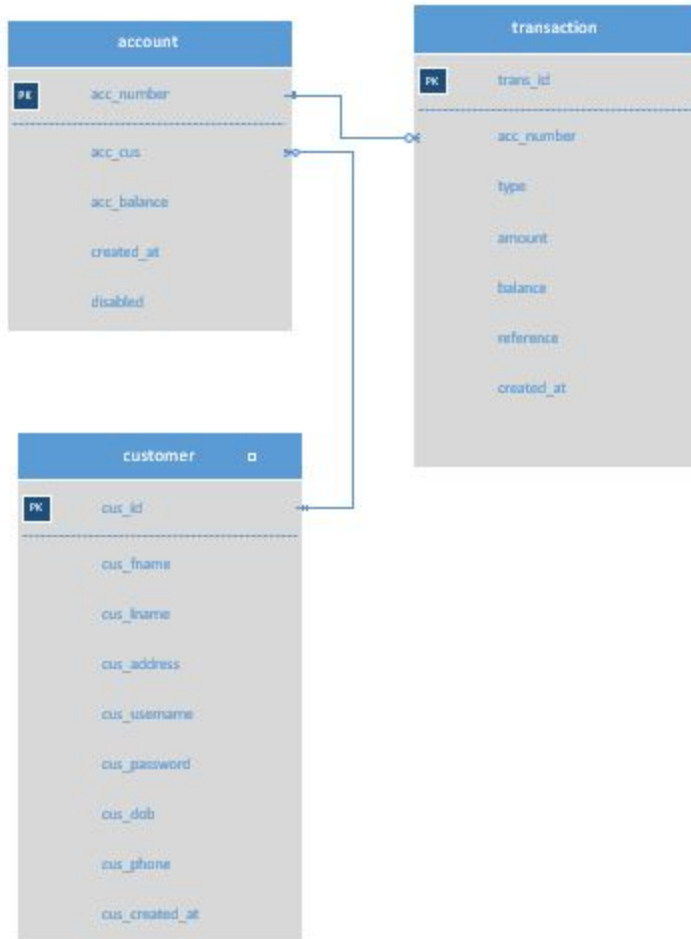 account
PK acc_number
acc_cus
acc_balance
created_at
disabled
transaction
PK trans_id
acc_number
type
amount
balance
reference
created_at
customer
PK cus_id
cus_fname
cus_lname
cus_address
cus_username
cus_password
cus_dob
cus_phone
cus_created_at